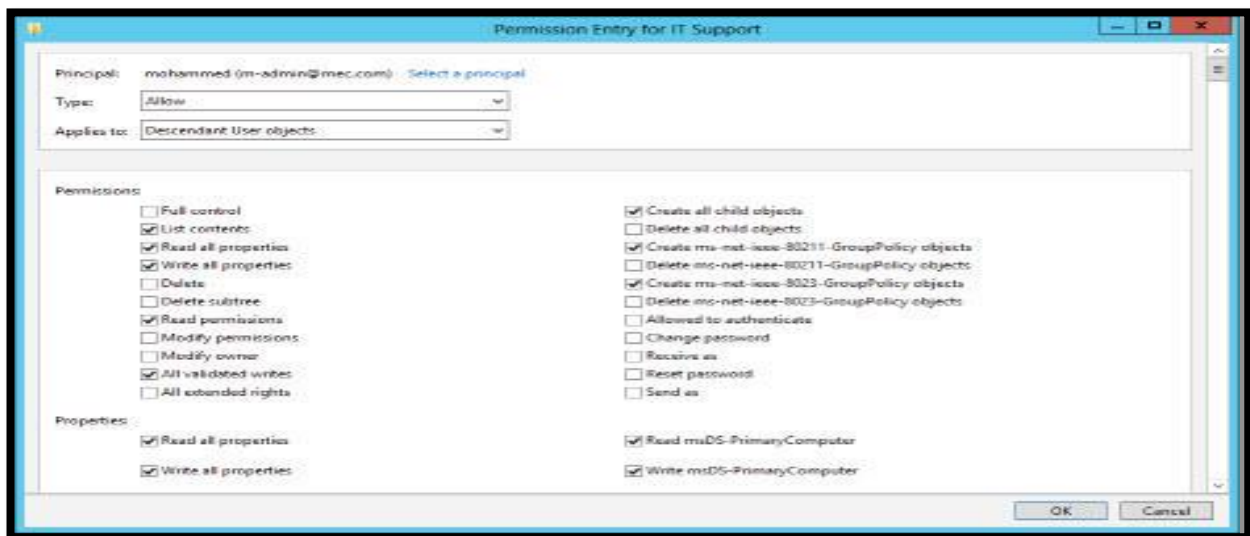 Permission Entry for IT Support
Principal: mohammed (m-admin@mec.com) Select a principal
Type: Allow
Applies to: Descendant User objects
Permissions:
Full control
List contents
Read all properties
Write all properties
Delete
Delete subtree
Read permissions
Modify permissions
Modify owner
All validated writes
All extended rights
Create all child objects
Delete all child objects
Create ms-net-ieee-80211-GroupPolicy objects
Delete ms-net-ieee-80211-GroupPolicy objects
Create ms-net-ieee-8023-GroupPolicy objects
Delete ms-net-ieee-8023-GroupPolicy objects
Allowed to authenticate
Change password
Receive as
Reset password
Send as
Properties:
Read all properties
Write all properties
Read msDS-PrimaryComputer
Write msDS-PrimaryComputer
OK
Cancel